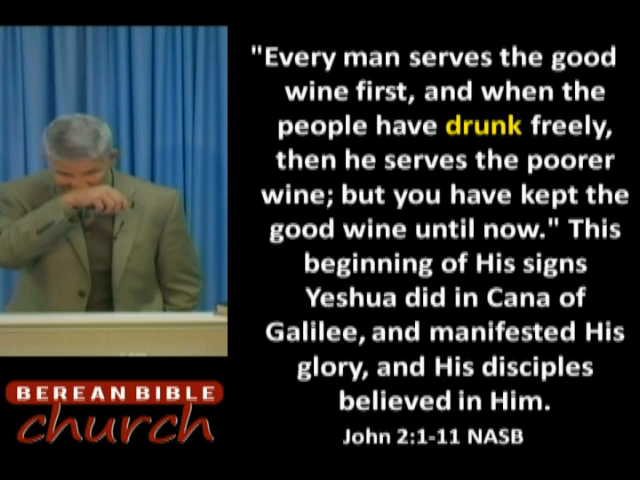 "Every man serves the good
wine first, and when the
people have drunk freely,
then he serves the poorer
wine; but you have kept the
good wine until now." This
beginning of His signs
Yeshua did in Cana of
Galilee, and manifested His
glory, and His disciples
believed in Him.
John 2:1-11 NASB
BEREAN BIBLE
church